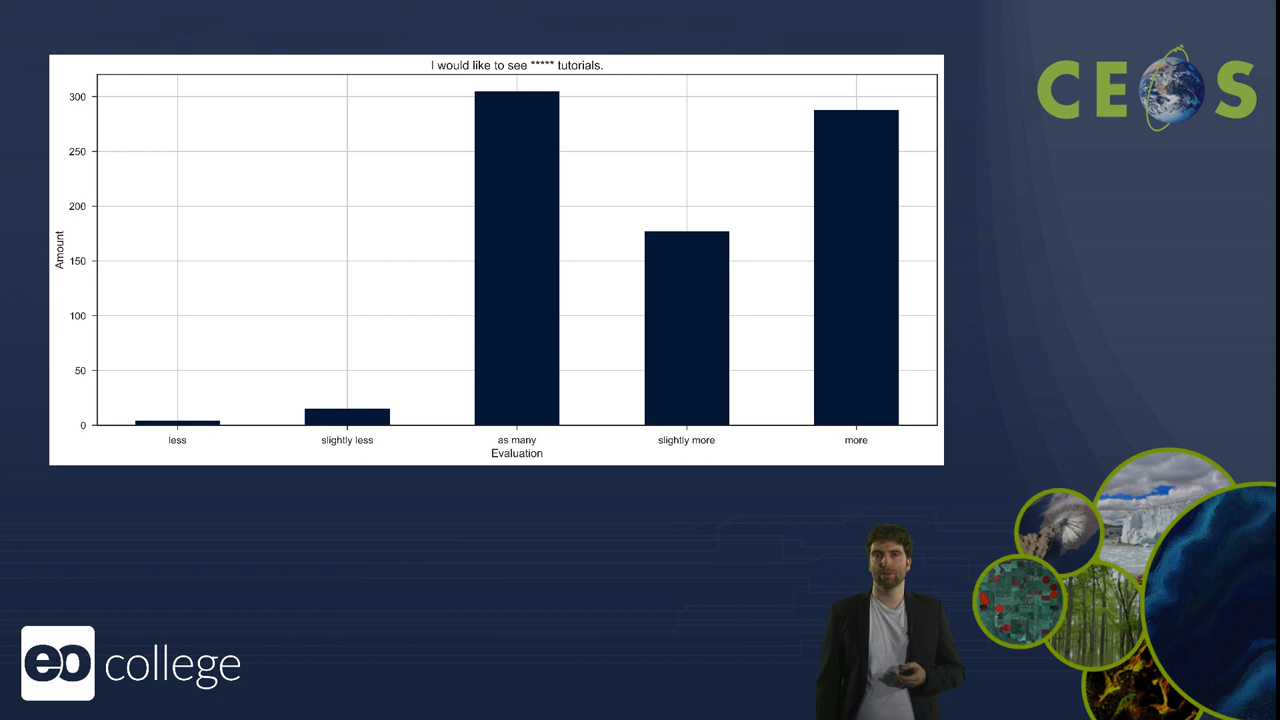 I would like to see ***** tutorials.
CEOS
300
250
200
150
100
50
0
Amount
less slightly less as many slightly more more
Evaluation
eo college